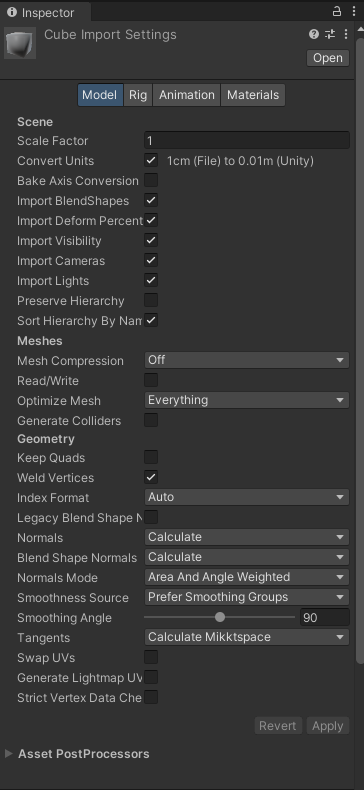 Inspector
Cube Import Settings
Open
Model Rig Animation Materials
Scene
Scale Factor 1
Convert Units 1cm (File) to 0.01m (Unity)
Bake Axis Conversion
Import BlendShapes
Import Deform Percent
Import Visibility
Import Cameras
Import Lights
Preserve Hierarchy
Sort Hierarchy By Nam
Meshes
Mesh Compression Off
Read/Write
Optimize Mesh Everything
Generate Colliders
Geometry
Keep Quads
Weld Vertices
Index Format Auto
Legacy Blend Shape N
Normals Calculate
Blend Shape Normals Calculate
Normals Mode Area And Angle Weighted
Smoothness Source Prefer Smoothing Groups
Smoothing Angle 90
Tangents Calculate Mikktspace
Swap UVs
Generate Lightmap UV
Strict Vertex Data Che
Revert Apply
Asset PostProcessors